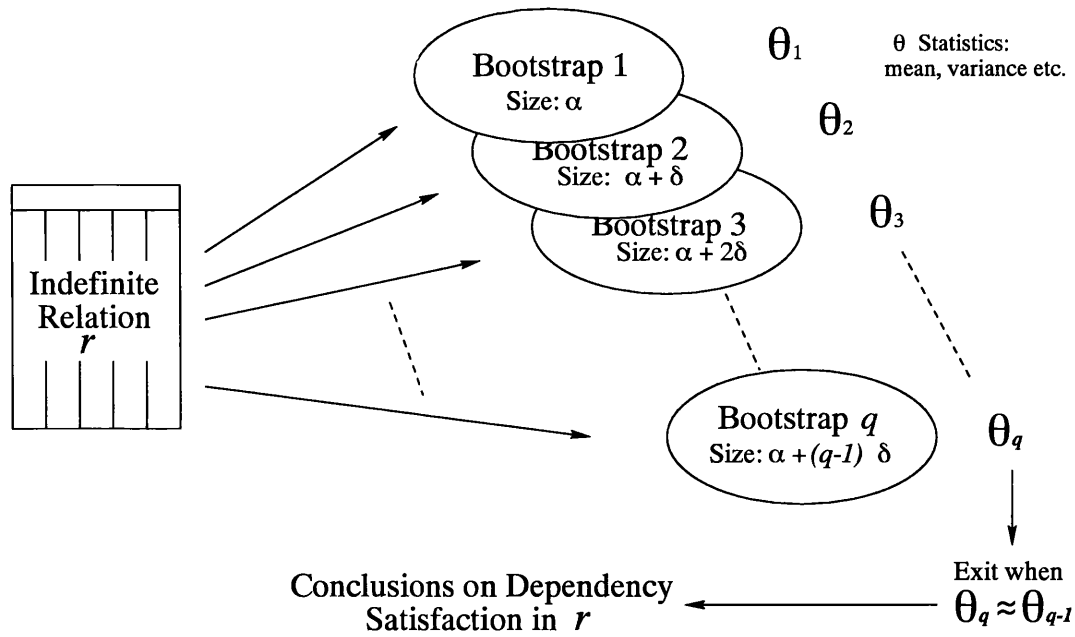 Bootstrap 1
Size: α
θ1
θ Statistics:
mean, variance etc.
Bootstrap 2
Size: α + δ
θ2
Bootstrap 3
Size: α + 2δ
θ3
Indefinite
Relation
r
Bootstrap q
Size: α +(q-1) δ
θq
Exit when
θq ≈ θq-1
Conclusions on Dependency
Satisfaction in r